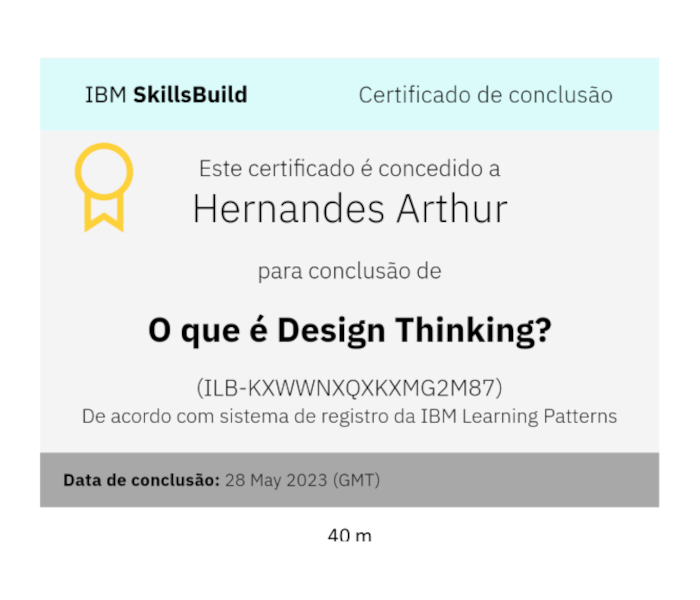 IBM SkillsBuild
Certificado de conclusão
Este certificado é concedido a
Hernandes Arthur
para conclusão de
O que é Design Thinking?
(ILB-KXWWNXQXKXMG2M87)
De acordo com sistema de registro da IBM Learning Patterns
Data de conclusão: 28 May 2023 (GMT)
40 m